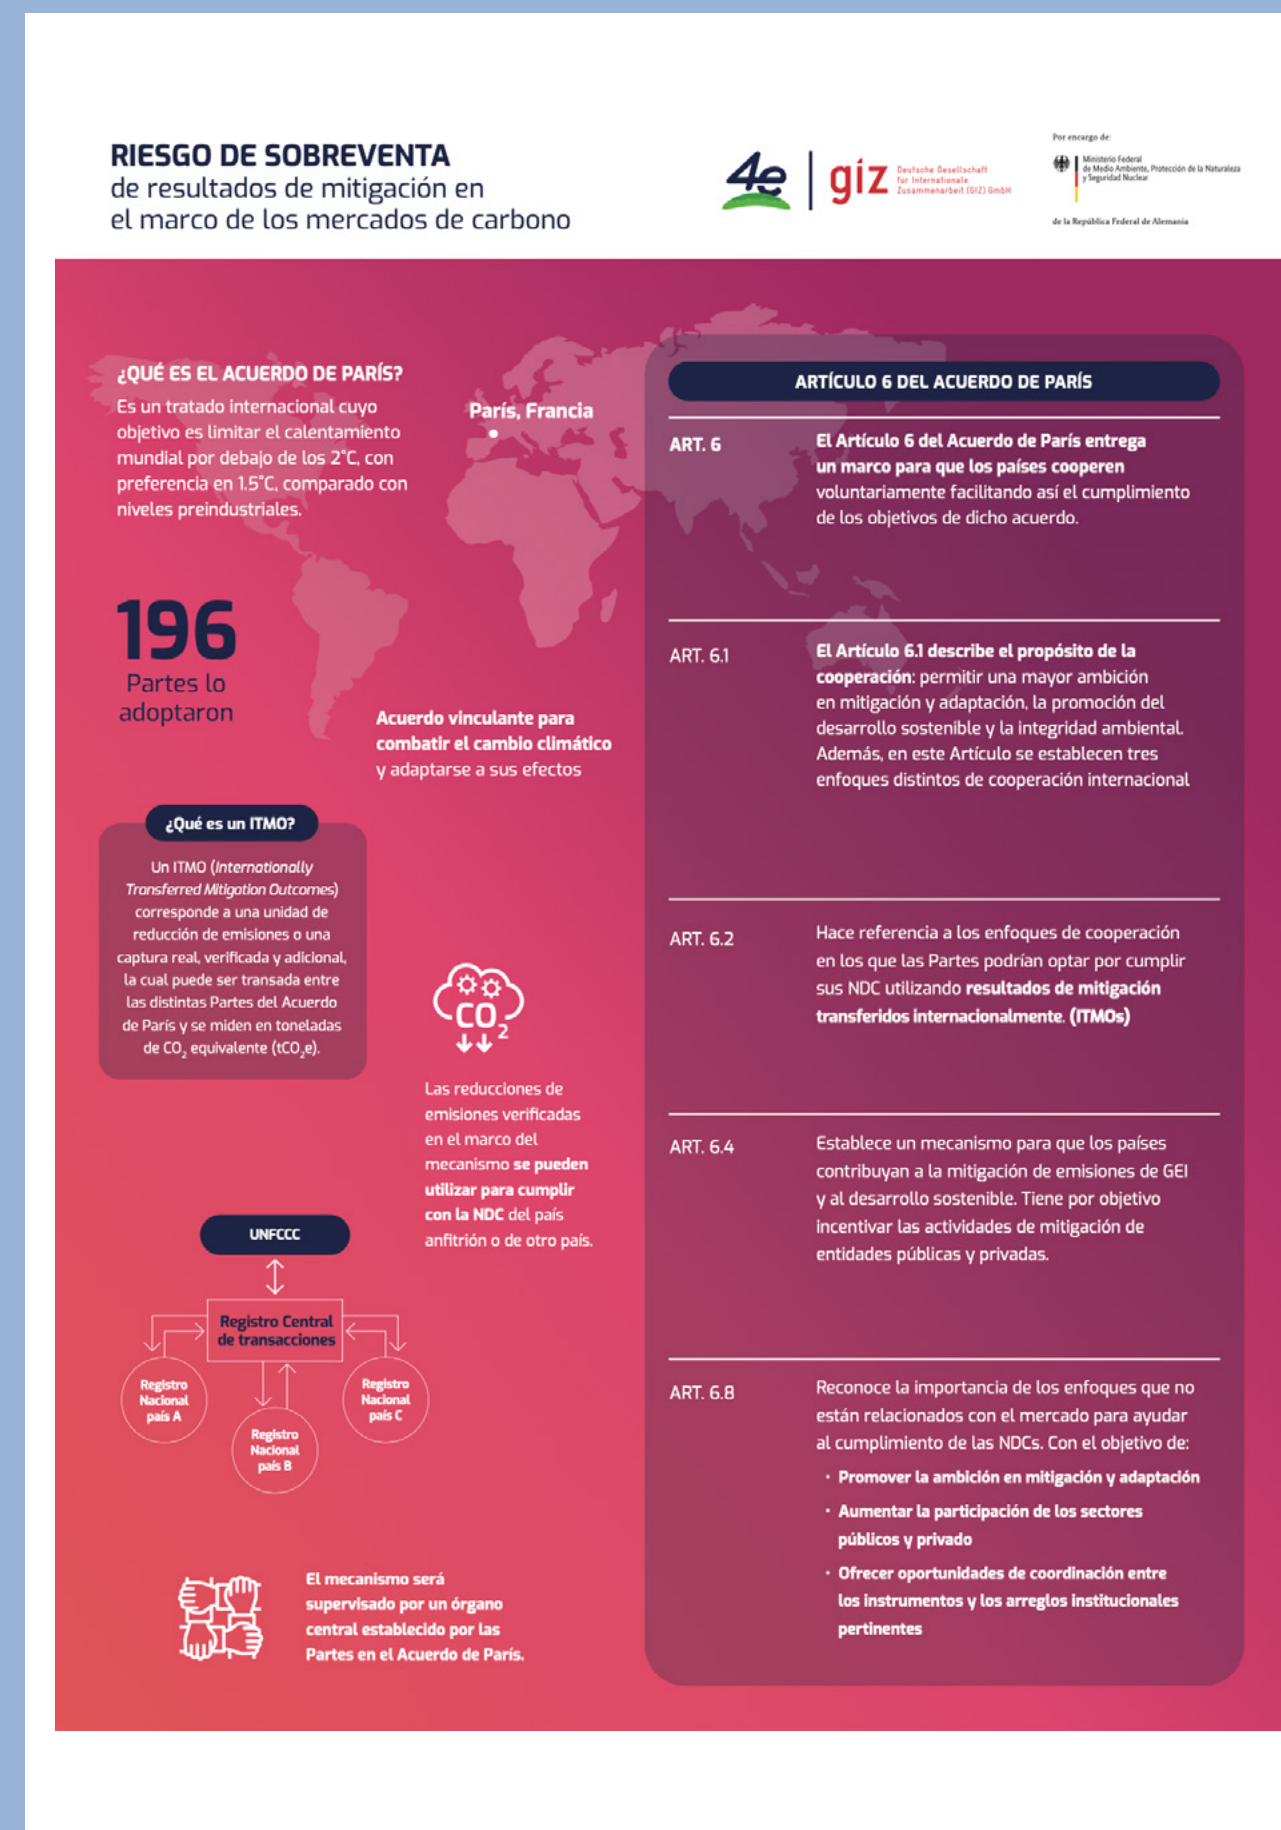 RIESGO DE SOBREVENTA
de resultados de mitigación en
el marco de los mercados de carbono
4e
giz
Deutsche Gesellschaft
für Internationale
Zusammenarbeit (GIZ) GmbH
Por encargo de:
Ministerio Federal
de Medio Ambiente, Protección de la Naturaleza
y Seguridad Nuclear
de la República Federal de Alemania
¿QUÉ ES EL ACUERDO DE PARÍS?
Es un tratado internacional cuyo
objetivo es limitar el calentamiento
mundial por debajo de los 2°C, con
preferencia en 1.5°C, comparado con
niveles preindustriales.
París, Francia
196
Partes lo
adoptaron
Acuerdo vinculante para
combatir el cambio climático
y adaptarse a sus efectos
¿Qué es un ITMO?
Un ITMO (Internationally
Transferred Mitigation Outcomes)
corresponde a una unidad de
reducción de emisiones o una
captura real, verificada y adicional,
la cual puede ser transada entre
las distintas Partes del Acuerdo
de París y se miden en toneladas
de CO₂ equivalente (tCO₂e).
CO₂
Las reducciones de
emisiones verificadas
en el marco del
mecanismo se pueden
utilizar para cumplir
con la NDC del país
anfitrión o de otro país.
UNFCCC
Registro Central
de transacciones
Registro
Nacional
país A
Registro
Nacional
país B
Registro
Nacional
país C
El mecanismo será
supervisado por un órgano
central establecido por las
Partes en el Acuerdo de París.
ARTÍCULO 6 DEL ACUERDO DE PARÍS
ART. 6
El Artículo 6 del Acuerdo de París entrega
un marco para que los países cooperen
voluntariamente facilitando así el cumplimiento
de los objetivos de dicho acuerdo.
ART. 6.1
El Artículo 6.1 describe el propósito de la
cooperación: permitir una mayor ambición
en mitigación y adaptación, la promoción del
desarrollo sostenible y la integridad ambiental.
Además, en este Artículo se establecen tres
enfoques distintos de cooperación internacional
ART. 6.2
Hace referencia a los enfoques de cooperación
en los que las Partes podrían optar por cumplir
sus NDC utilizando resultados de mitigación
transferidos internacionalmente. (ITMOs)
ART. 6.4
Establece un mecanismo para que los países
contribuyan a la mitigación de emisiones de GEI
y al desarrollo sostenible. Tiene por objetivo
incentivar las actividades de mitigación de
entidades públicas y privadas.
ART. 6.8
Reconoce la importancia de los enfoques que no
están relacionados con el mercado para ayudar
al cumplimiento de las NDCs. Con el objetivo de:
• Promover la ambición en mitigación y adaptación
• Aumentar la participación de los sectores
públicos y privado
• Ofrecer oportunidades de coordinación entre
los instrumentos y los arreglos institucionales
pertinentes